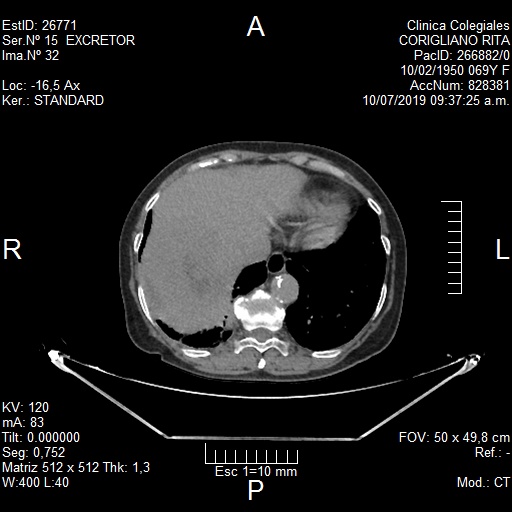 EstID: 26771
Ser.Nº 15 EXCRETOR
Ima.Nº 32
Loc: -16,5 Ax
Ker.: STANDARD
A
Clinica Colegiales
CORIGLIANO RITA
PacID: 266882/0
10/02/1950 069Y F
AccNum: 828381
10/07/2019 09:37:25 a.m.
R
L
KV: 120
mA: 83
Tilt: 0.000000
Seg: 0,752
Matriz 512 x 512 Thk: 1,3
W:400 L:40
Esc 1=10 mm
P
FOV: 50 x 49,8 cm
Ref.: -
Mod.: CT